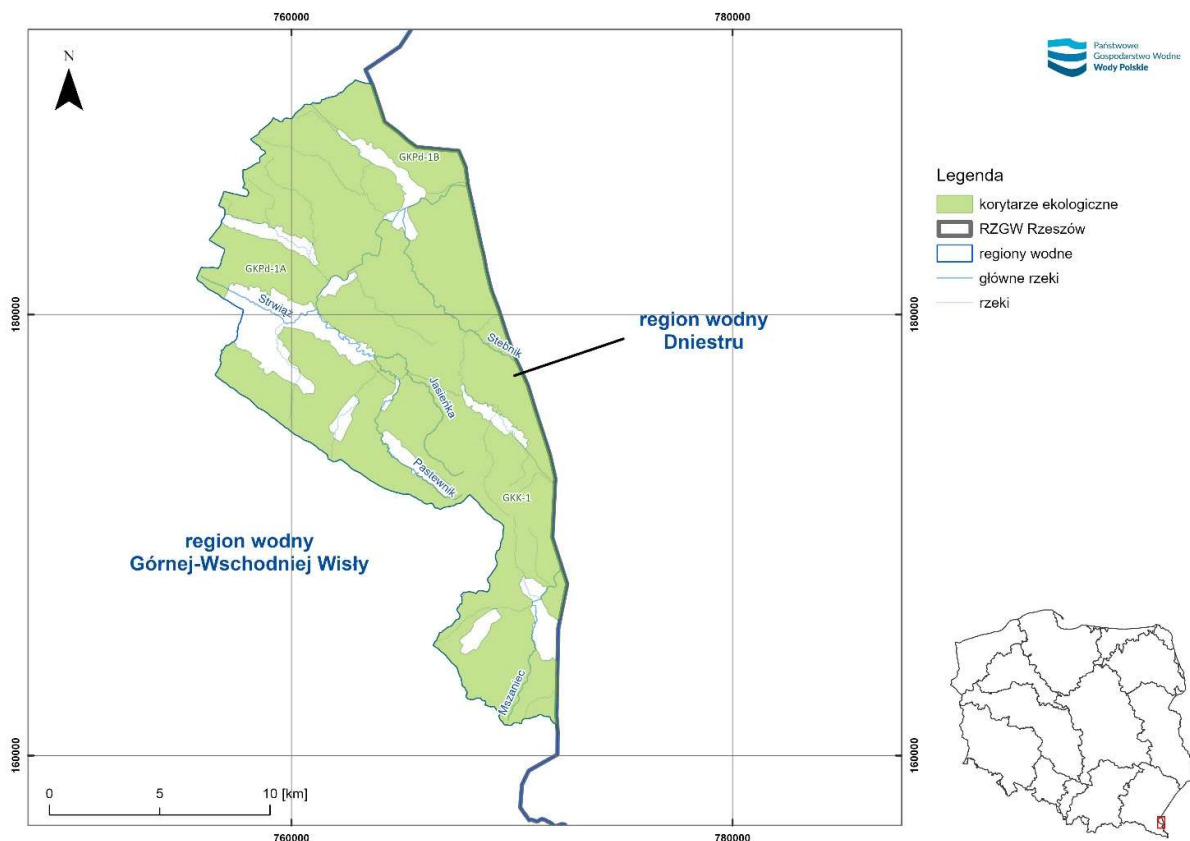 760000
780000
N
Państwowe
Gospodarstwo Wodne
Wody Polskie
GKPd-1B
Legenda
korytarze ekologiczne
RZGW Rzeszów
regiony wodne
główne rzeki
rzeki
GKPd-1A
Strwiąż
180000
180000
region wodny
Dniestru
Stebnik
Jasieńka
Pastewnik
GKK-1
region wodny
Górnej-Wschodniej Wisły
Mszaniec
160000
160000
0 5 10 [km]
760000
780000